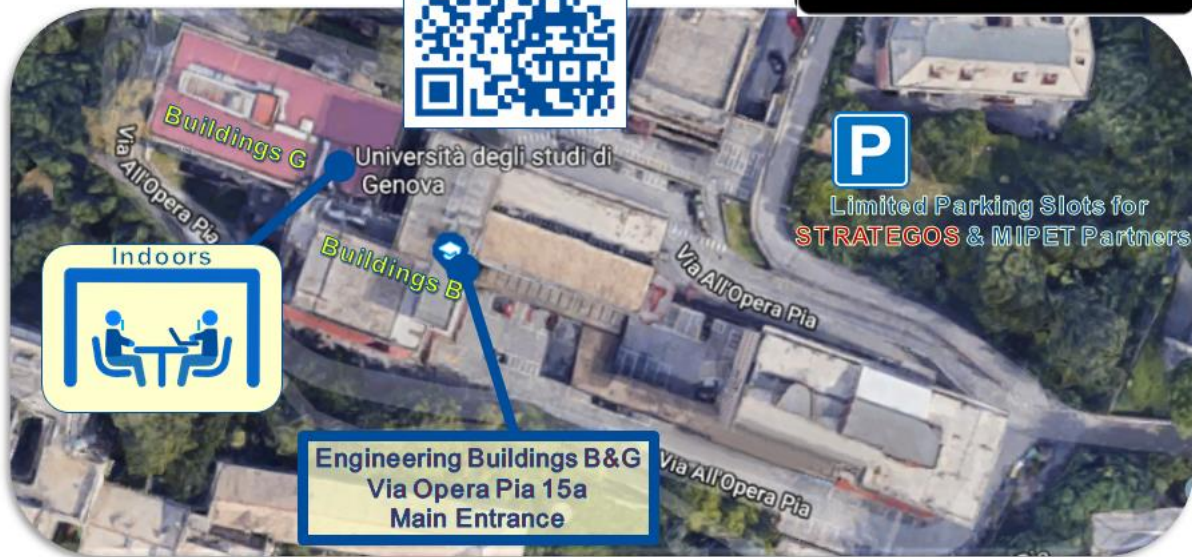 Buildings G
Via All'Opera Pia
Università degli studi di
Genova
P
Limited Parking Slots for
STRATEGOS & MIPET Partners
Indoors
Buildings B
Via All'Opera Pia
Engineering Buildings B&G
Via Opera Pia 15a
Main Entrance
Via All'Opera Pia